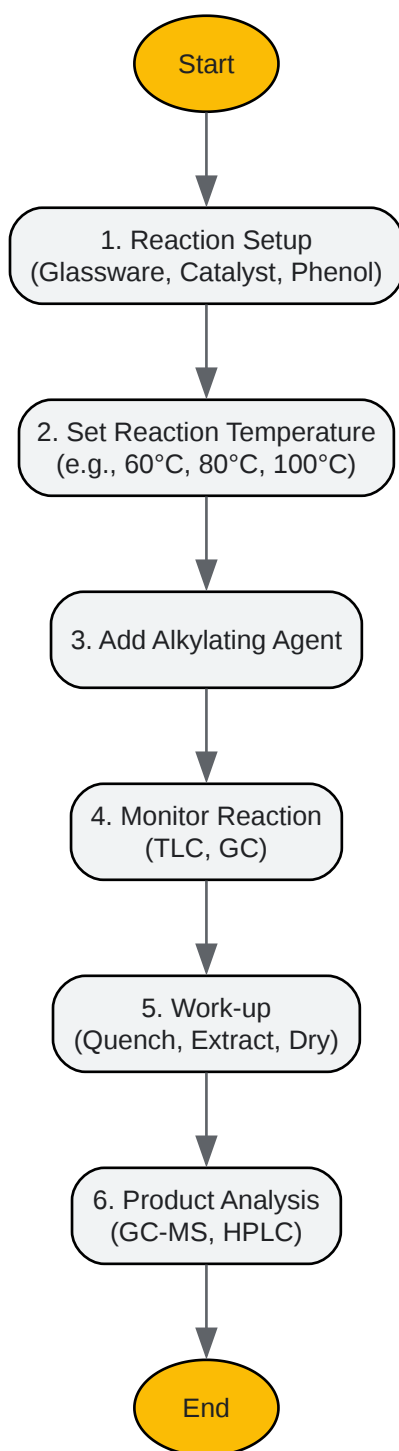 Start
1. Reaction Setup
(Glassware, Catalyst, Phenol)
2. Set Reaction Temperature
(e.g., 60°C, 80°C, 100°C)
3. Add Alkylating Agent
4. Monitor Reaction
(TLC, GC)
5. Work-up
(Quench, Extract, Dry)
6. Product Analysis
(GC-MS, HPLC)
End